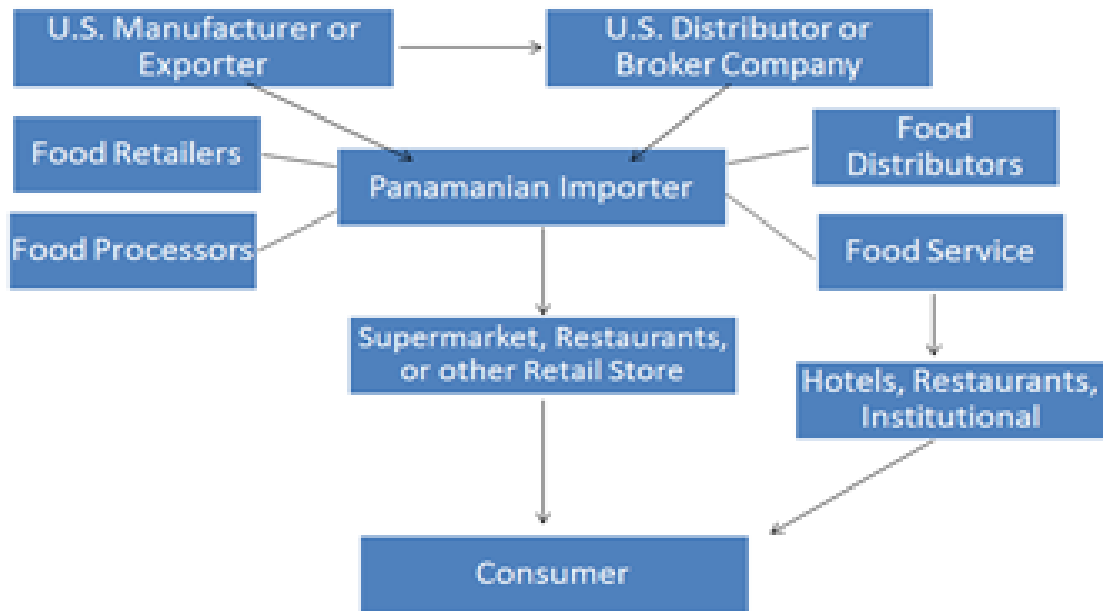 U.S. Manufacturer or
Exporter
U.S. Distributor or
Broker Company
Food Retailers
Panamanian Importer
Food
Distributors
Food Processors
Food Service
Supermarket, Restaurants,
or other Retail Store
Hotels, Restaurants,
Institutional
Consumer